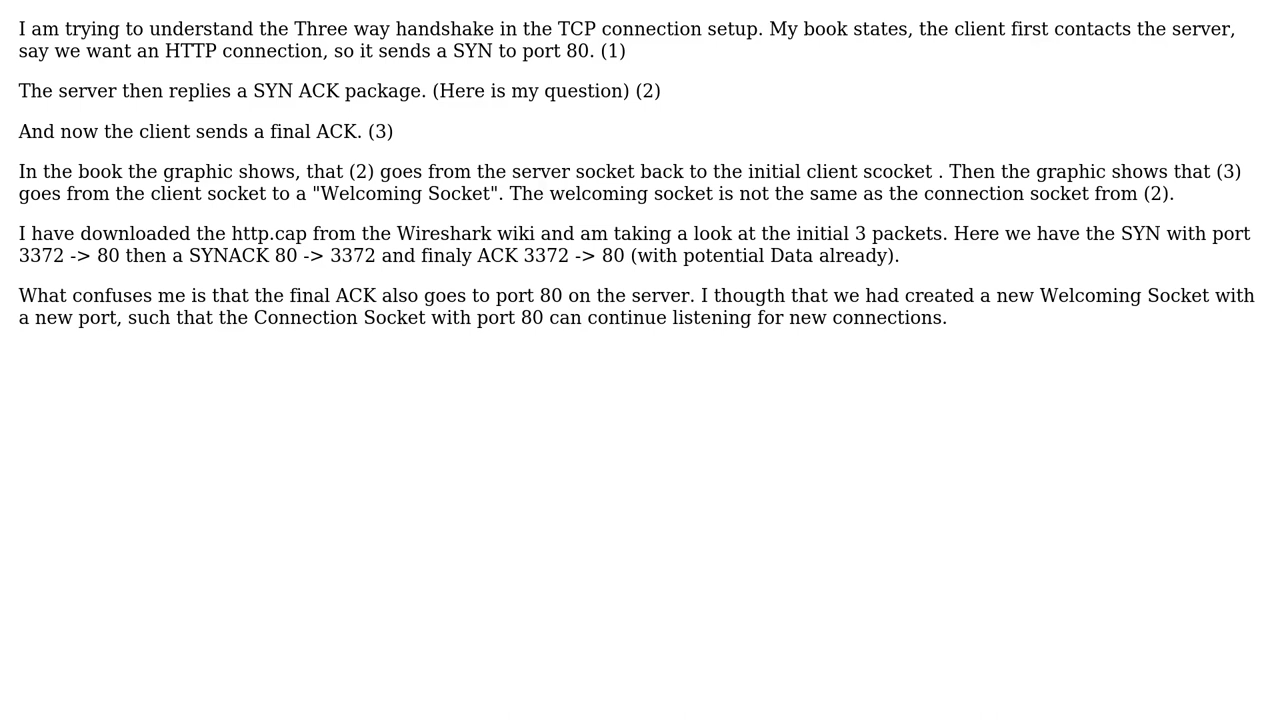 I am trying to understand the Three way handshake in the TCP connection setup. My book states, the client first contacts the server,
say we want an HTTP connection, so it sends a SYN to port 80. (1)
The server then replies a SYN ACK package. (Here is my question) (2)
And now the client sends a final ACK. (3)
In the book the graphic shows, that (2) goes from the server socket back to the initial client scocket . Then the graphic shows that (3)
goes from the client socket to a "Welcoming Socket". The welcoming socket is not the same as the connection socket from (2).
I have downloaded the http.cap from the Wireshark wiki and am taking a look at the initial 3 packets. Here we have the SYN with port
3372 -> 80 then a SYNACK 80 -> 3372 and finaly ACK 3372 -> 80 (with potential Data already).
What confuses me is that the final ACK also goes to port 80 on the server. I thougth that we had created a new Welcoming Socket with
a new port, such that the Connection Socket with port 80 can continue listening for new connections.